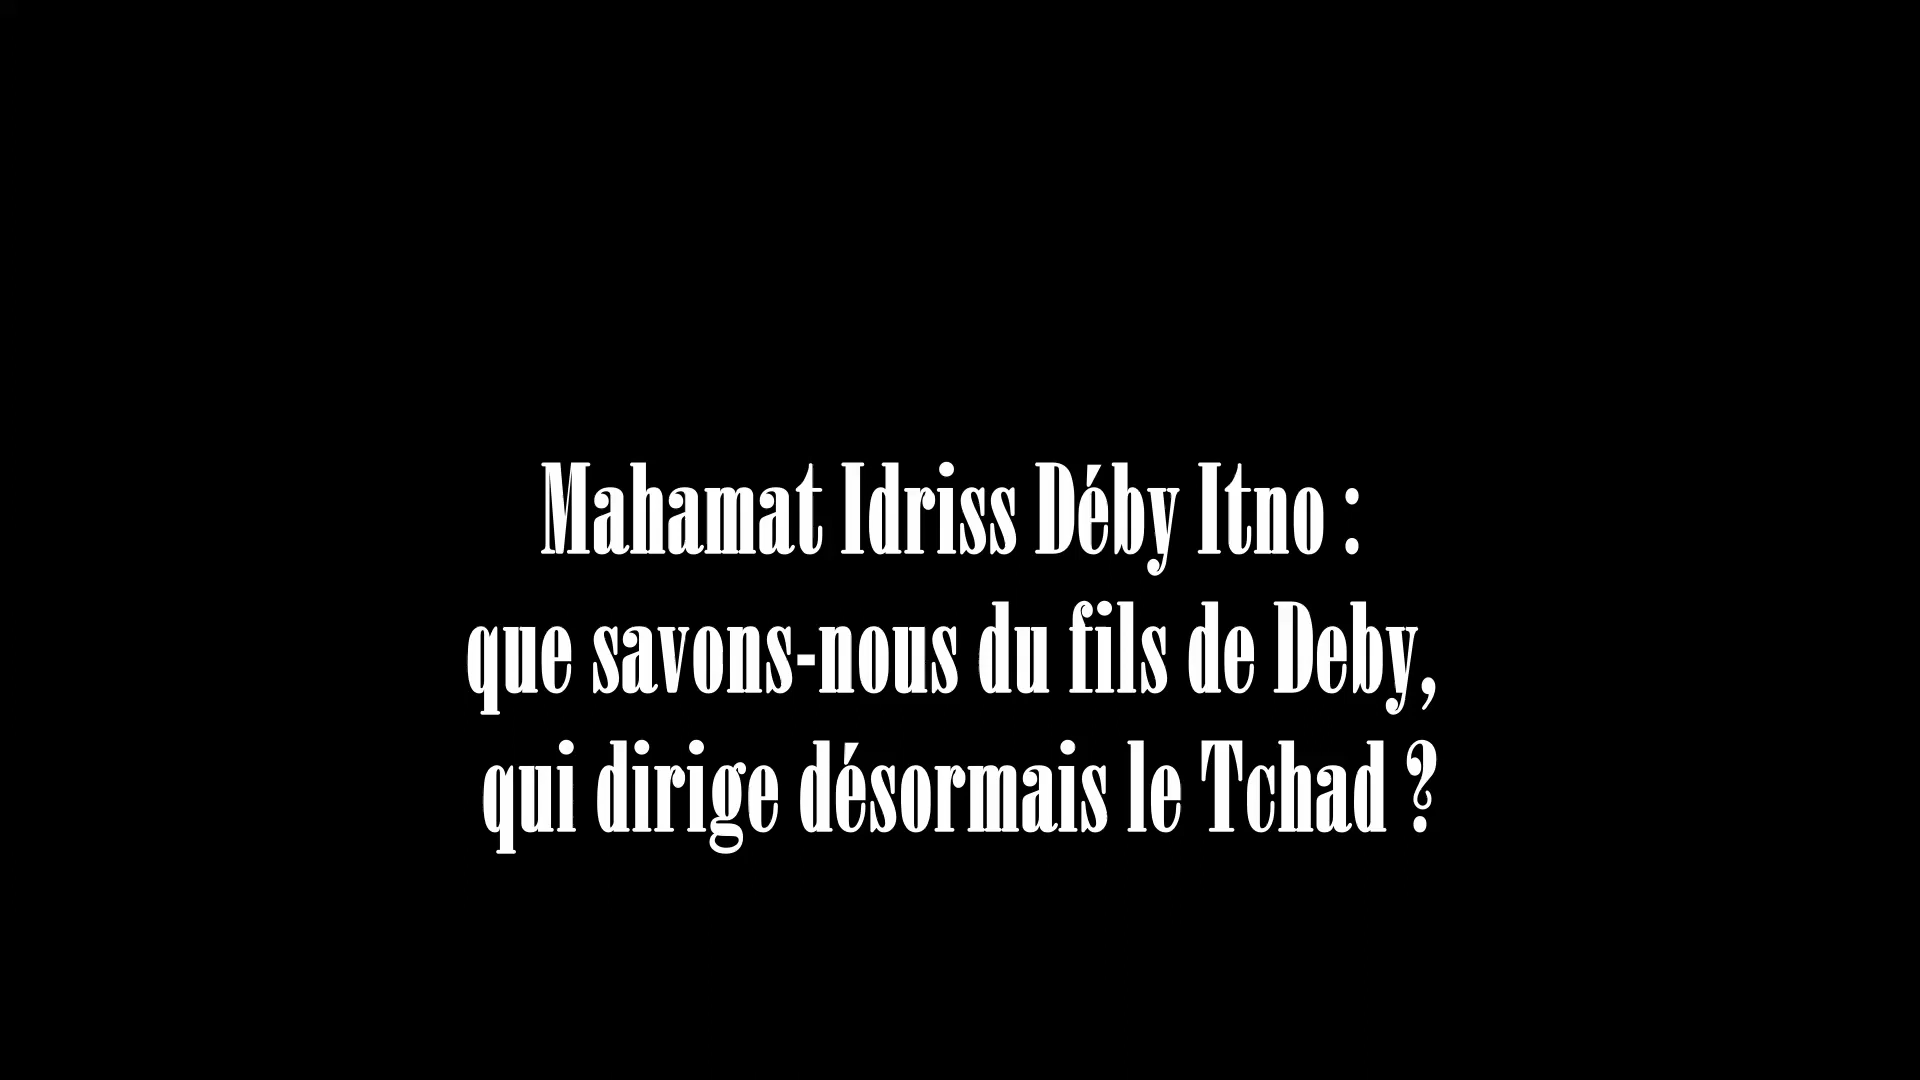 Mahamat Idriss Déby Itno :
que savons-nous du fils de Deby,
qui dirige désormais le Tchad ?